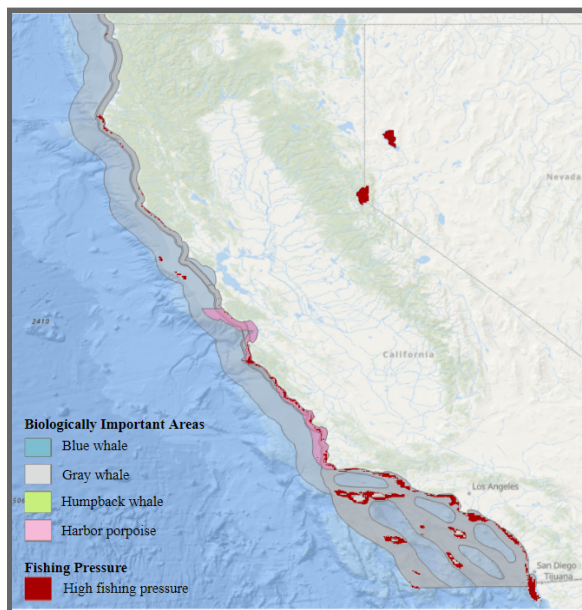 Nevada
2410
California
Biologically Important Areas
Blue whale
Gray whale
Humpback whale
Harbor porpoise
Los Angeles
Fishing Pressure
High fishing pressure
San Diego
Tijuana